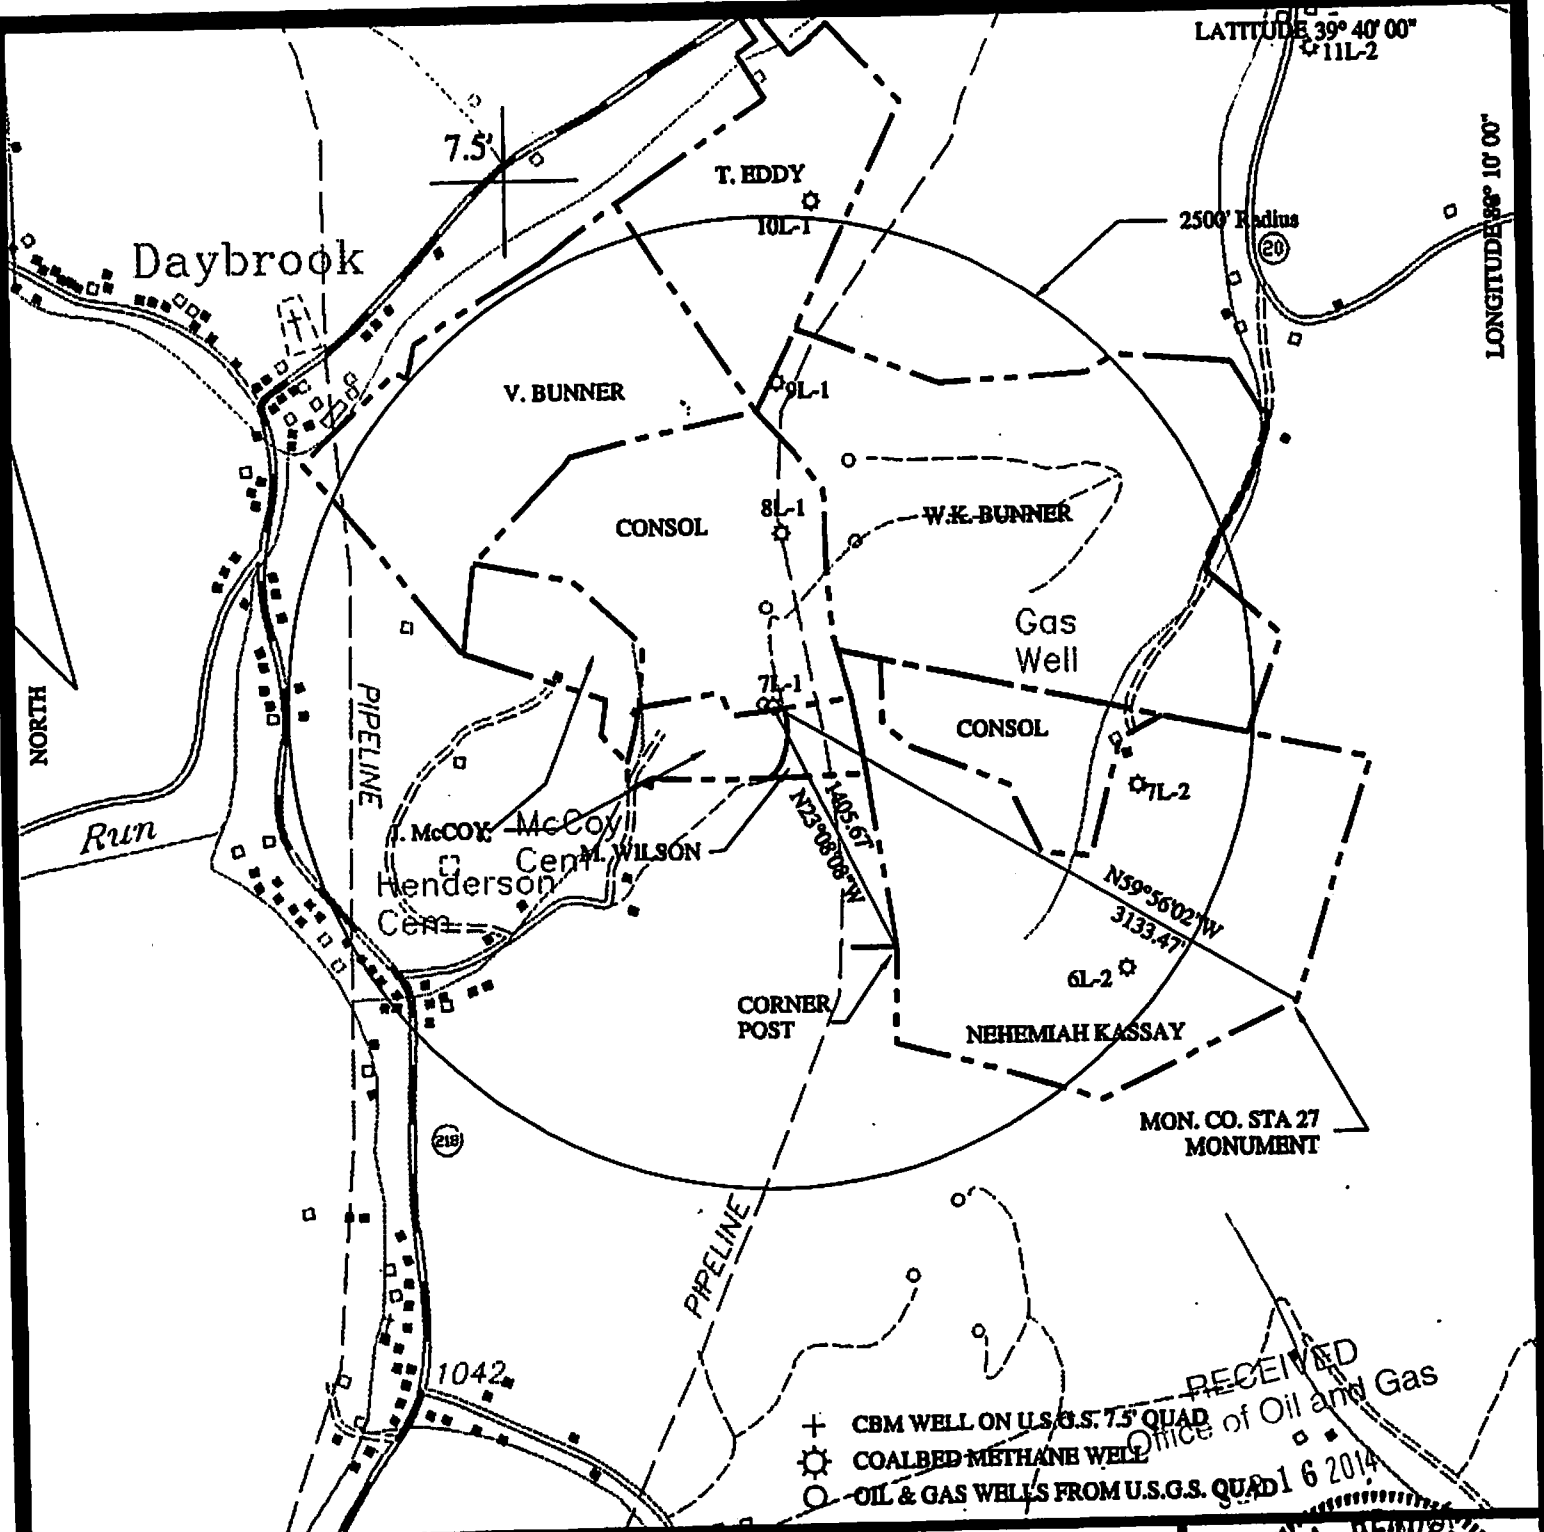 LATITUDE 39° 40' 00"
11L-2
7.5'
T. EDDY
10L-1
2500' Radius
20
LONGITUDE 10' 00"
Daybrook
V. BUNNER
9L-1
8L-1
CONSOL
W.K. BUNNER
Gas
Well
7L-1
NORTH
PIPELINE
CONSOL
7L-2
Run
J. McCOY
McCoy
Cem
M. WILSON
Henderson
Cem
1405.67'
N23°08'08"W
N59°56'02"W
3133.47'
6L-2
CORNER
POST
NEHEMIAH KASSAY
MON. CO. STA 27
MONUMENT
218
PIPELINE
1042
RECEIVED
Office of Oil and Gas
16 2014
CBM WELL ON U.S.G.S. 7.5' QUAD
COALBED METHANE WELL
OIL & GAS WELLS FROM U.S.G.S. QUAD